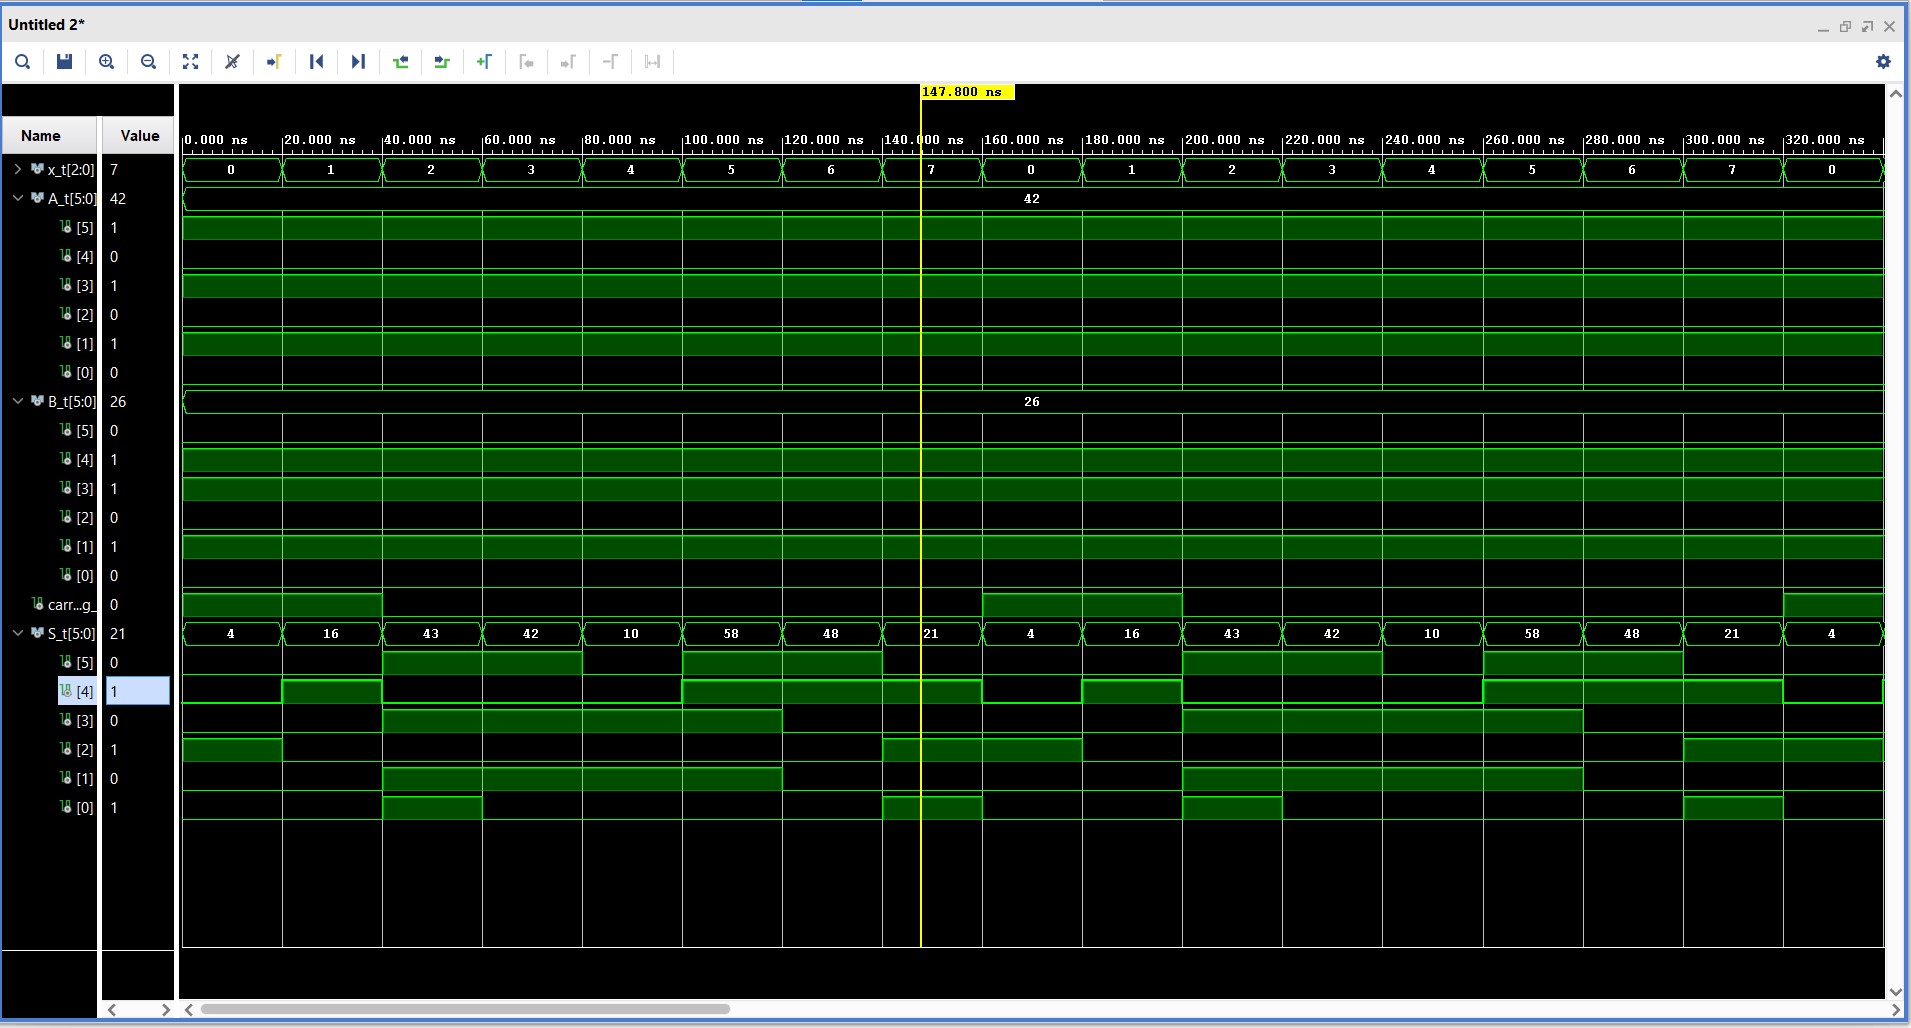 Untitled 2*
147.800 ns
Name Value
0.000 ns 20.000 ns 40.000 ns 60.000 ns 80.000 ns 100.000 ns 120.000 ns 140.000 ns 160.000 ns 180.000 ns 200.000 ns 220.000 ns 240.000 ns 260.000 ns 280.000 ns 300.000 ns 320.000 ns
x_t[2:0] 7 0 1 2 3 4 5 6 7 0 1 2 3 4 5 6 7 0
A_t[5:0] 42 42
[5] 1
[4] 0
[3] 1
[2] 0
[1] 1
[0] 0
B_t[5:0] 26 26
[5] 0
[4] 1
[3] 1
[2] 0
[1] 1
[0] 0
carr...g_ 0
S_t[5:0] 21 4 16 43 42 10 58 48 21 4 16 43 42 10 58 48 21 4
[5] 0
[4] 1
[3] 0
[2] 1
[1] 0
[0] 1